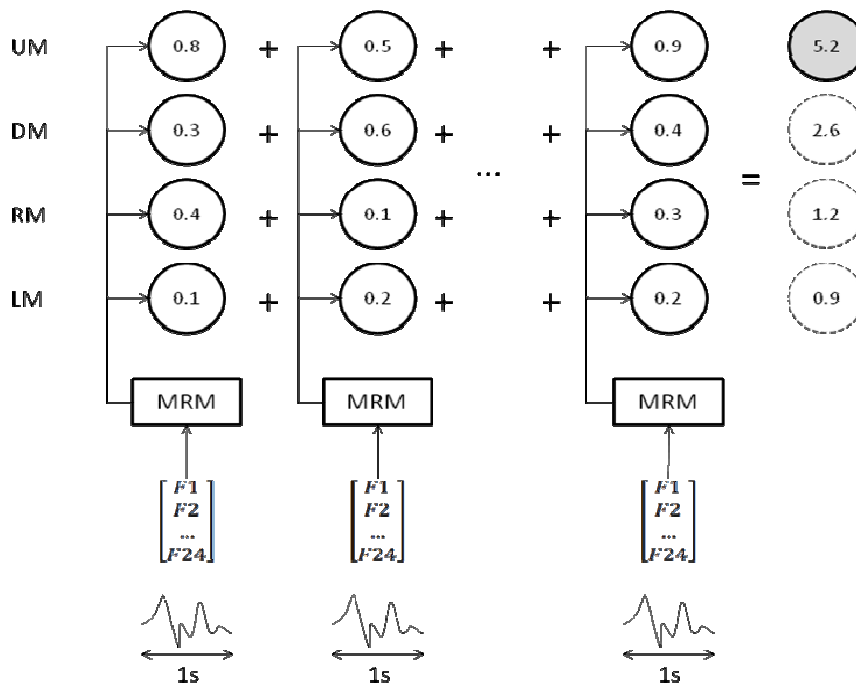 UM 0.8 + 0.5 + + 0.9 5.2
DM 0.3 + 0.6 + + 0.4 2.6
... =
RM 0.4 + 0.1 + + 0.3 1.2
LM 0.1 + 0.2 + + 0.2 0.9
MRM MRM MRM
F1 F1 F1
F2 F2 F2
... ... ...
F24 F24 F24
1s 1s 1s